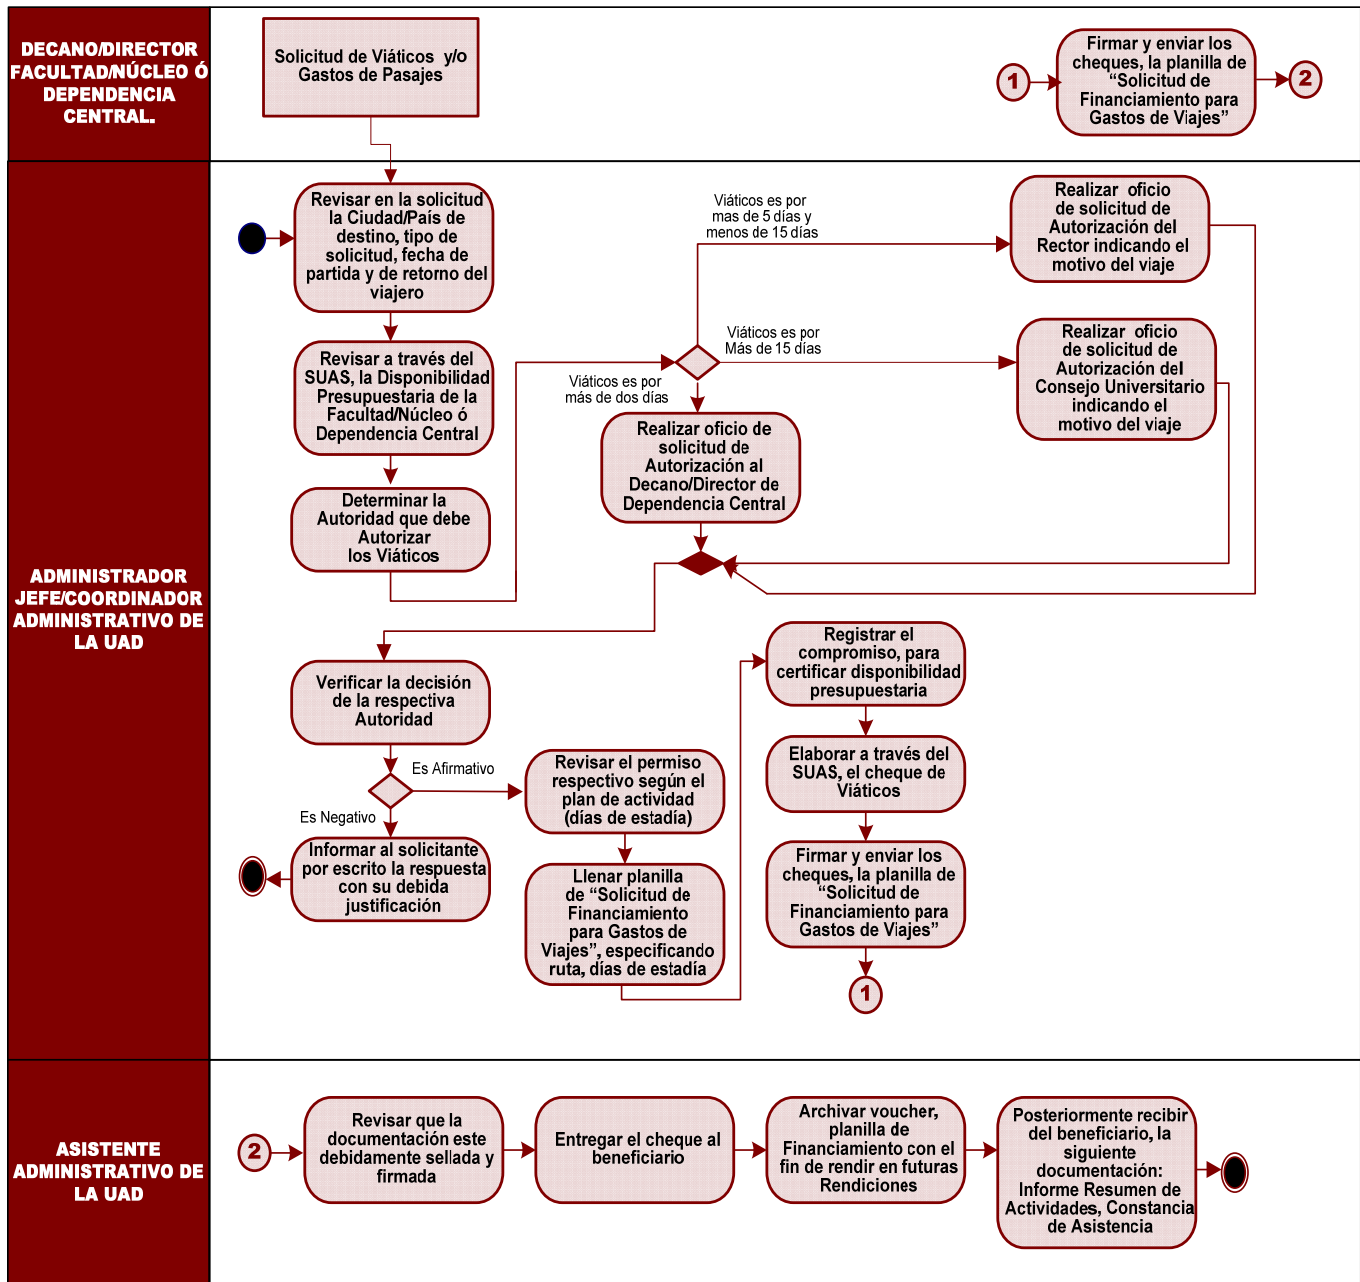 DECANO/DIRECTOR
FACULTAD/NÚCLEO Ó
DEPENDENCIA
CENTRAL.
Solicitud de Viáticos y/o
Gastos de Pasajes
1
Firmar y enviar los
cheques, la planilla de
“Solicitud de
Financiamiento para
Gastos de Viajes”
2
ADMINISTRADOR
JEFE/COORDINADOR
ADMINISTRATIVO DE
LA UAD
Revisar en la solicitud
la Ciudad/País de
destino, tipo de
solicitud, fecha de
partida y de retorno del
viajero
Revisar a través del
SUAS, la Disponibilidad
Presupuestaria de la
Facultad/Núcleo ó
Dependencia Central
Determinar la
Autoridad que debe
Autorizar
los Viáticos
Viáticos es por
mas de 5 días y
menos de 15 días
Realizar oficio
de solicitud de
Autorización del
Rector indicando el
motivo del viaje
Viáticos es por
Más de 15 días
Realizar oficio
de solicitud de
Autorización del
Consejo Universitario
indicando el
motivo del viaje
Viáticos es por
más de dos días
Realizar oficio de
solicitud de
Autorización al
Decano/Director de
Dependencia Central
Verificar la decisión
de la respectiva
Autoridad
Es Afirmativo
Es Negativo
Informar al solicitante
por escrito la respuesta
con su debida
justificación
Revisar el permiso
respectivo según el
plan de actividad
(días de estadía)
Llenar planilla
de “Solicitud de
Financiamiento
para Gastos de
Viajes”, especificando
ruta, días de estadía
Registrar el
compromiso, para
certificar disponibilidad
presupuestaria
Elaborar a través del
SUAS, el cheque de
Viáticos
Firmar y enviar los
cheques, la planilla de
“Solicitud de
Financiamiento para
Gastos de Viajes”
1
ASISTENTE
ADMINISTRATIVO DE
LA UAD
2
Revisar que la
documentación este
debidamente sellada y
firmada
Entregar el cheque al
beneficiario
Archivar voucher,
planilla de
Financiamiento con el
fin de rendir en futuras
Rendiciones
Posteriormente recibir
del beneficiario, la
siguiente
documentación:
Informe Resumen de
Actividades, Constancia
de Asistencia